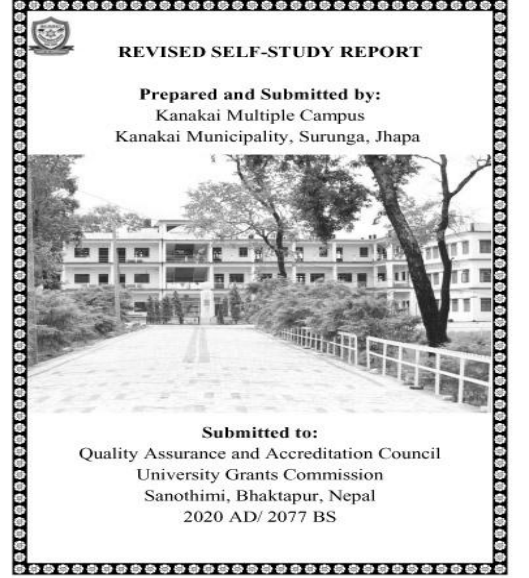 REVISED SELF-STUDY REPORT
Prepared and Submitted by:
Kanakai Multiple Campus
Kanakai Municipality, Surunga, Jhapa
Submitted to:
Quality Assurance and Accreditation Council
University Grants Commission
Sanothimi, Bhaktapur, Nepal
2020 AD/ 2077 BS